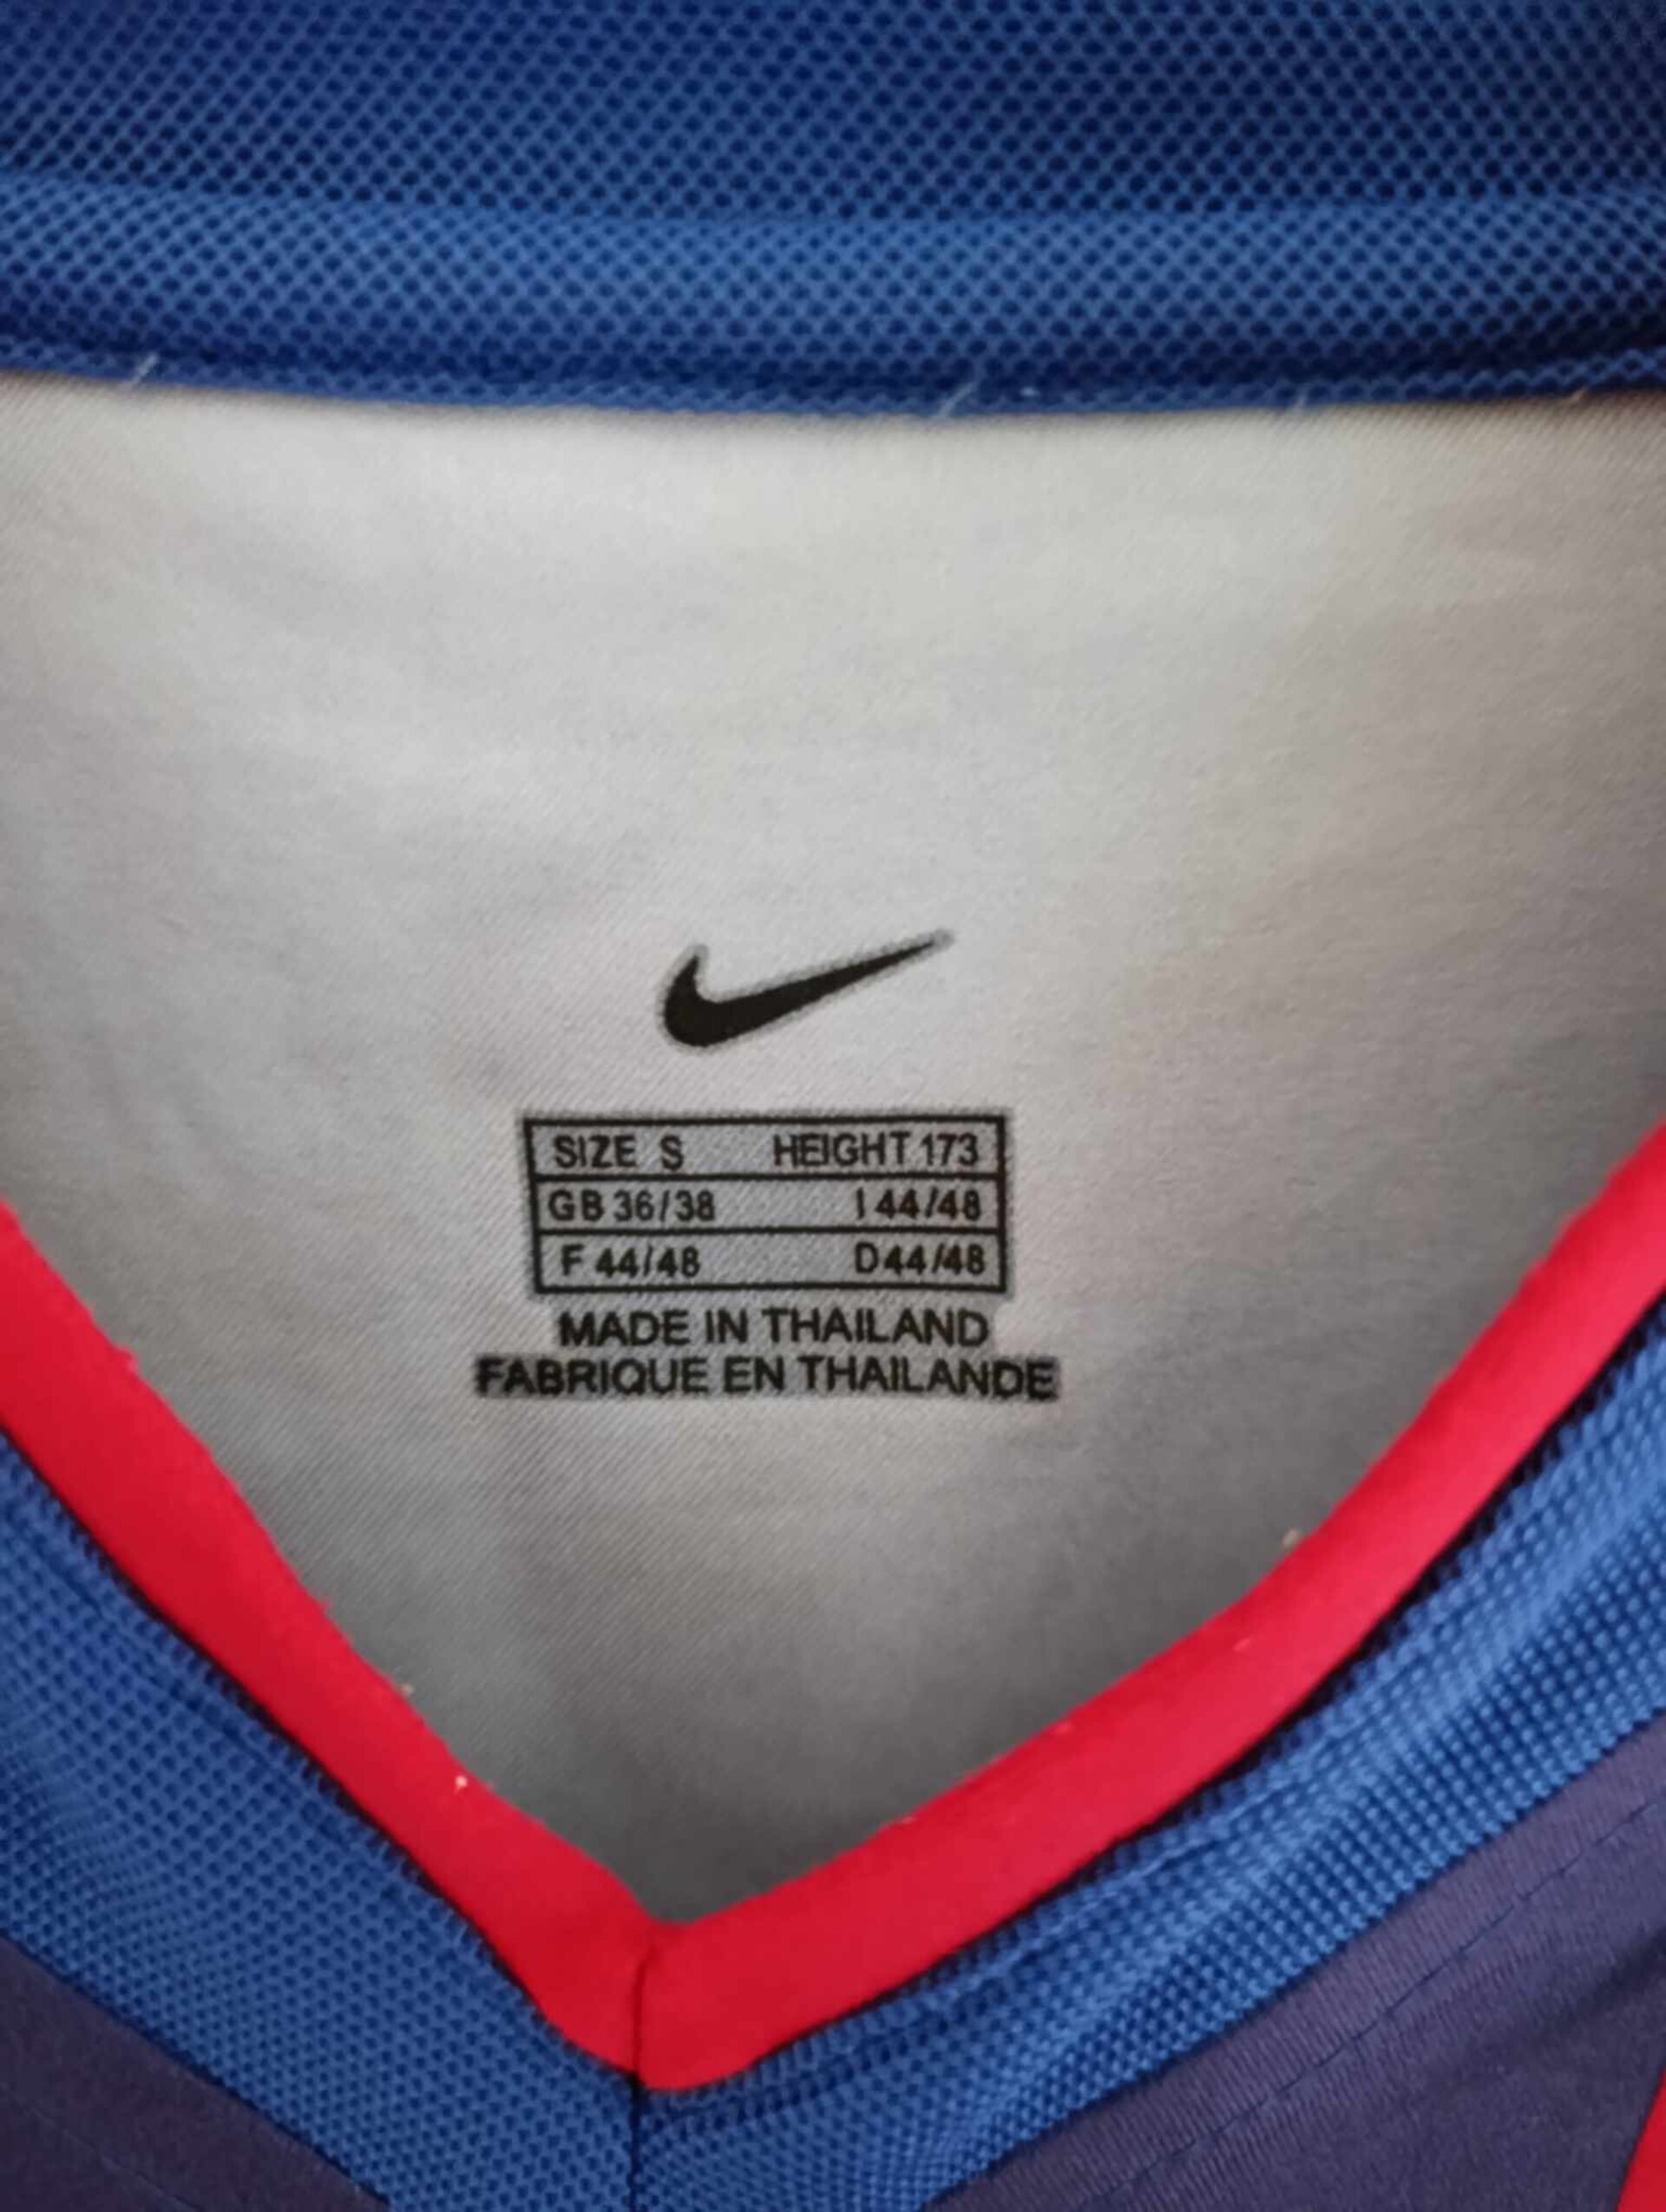 SIZE S HEIGHT 173
GB 36/38 I 44/48
F 44/48 D44/48
MADE IN THAILAND
FABRIQUE EN THAILANDE